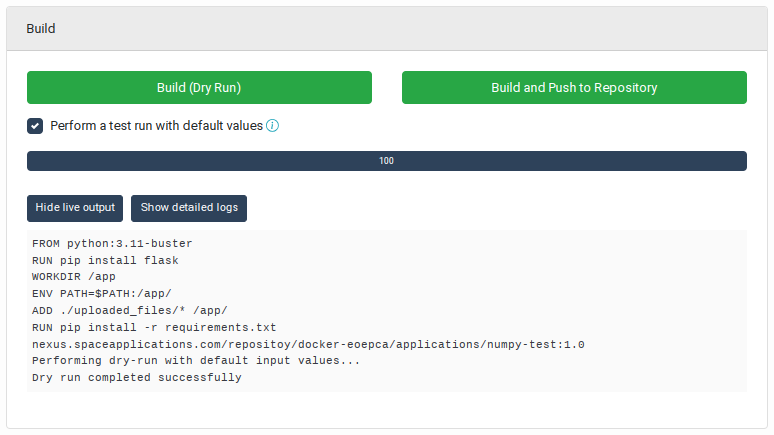 Build
Build (Dry Run)
Build and Push to Repository
Perform a test run with default values
100
Hide live output
Show detailed logs
FROM python:3.11-buster
RUN pip install flask
WORKDIR /app
ENV PATH=$PATH:/app/
ADD ./uploaded_files/* /app/
RUN pip install -r requirements.txt
nexus.spaceapplications.com/repositoy/docker-eoepca/applications/numpy-test:1.0
Performing dry-run with default input values...
Dry run completed successfully